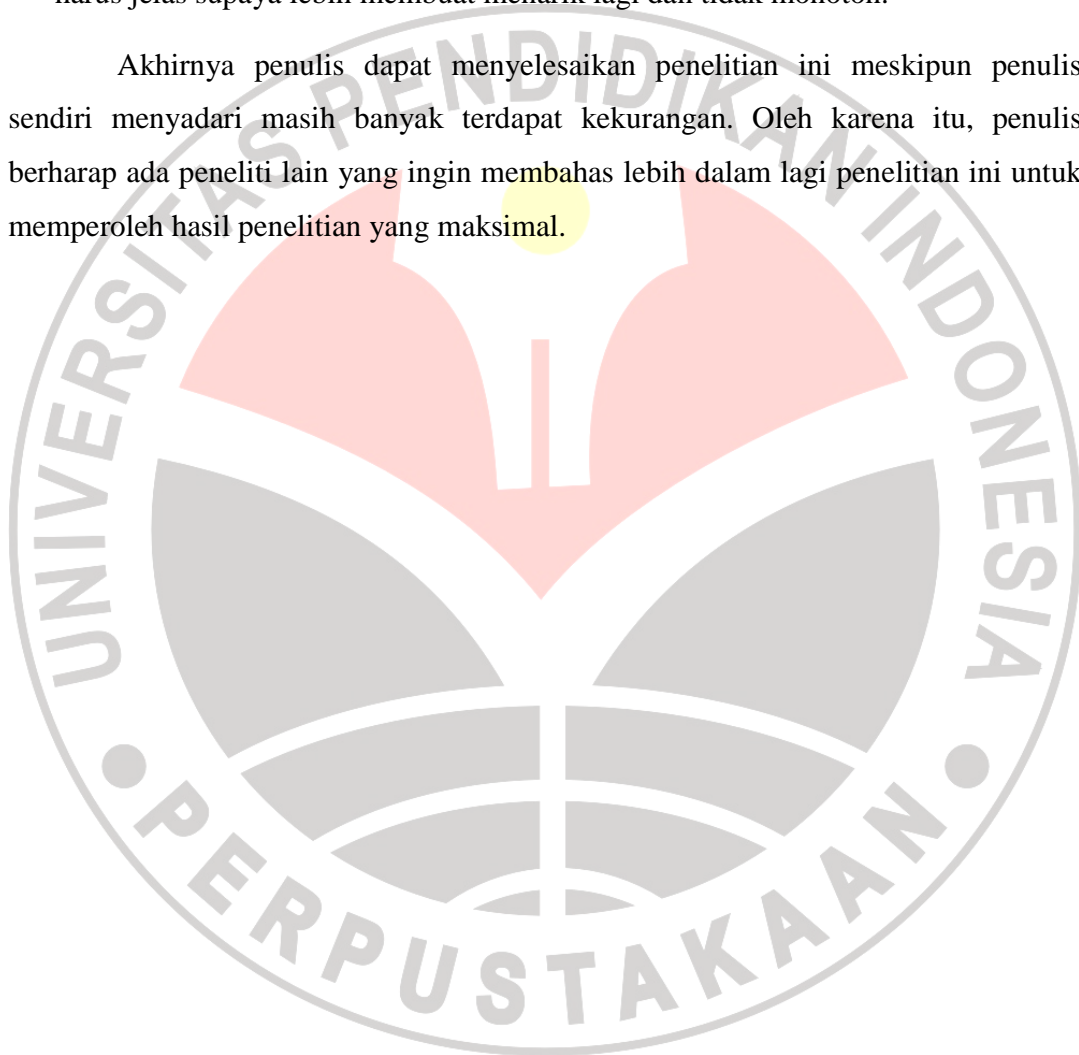 harus jelas supaya lebih membuat menarik lagi dan tidak monoton.
Akhirnya penulis dapat menyelesaikan penelitian ini meskipun penulis
sendiri menyadari masih banyak terdapat kekurangan. Oleh karena itu, penulis
berharap ada peneliti lain yang ingin membahas lebih dalam lagi penelitian ini untuk
memperoleh hasil penelitian yang maksimal.
UNIVERSITAS PENDIDIKAN INDONESIA
PERPUSTAKAAN